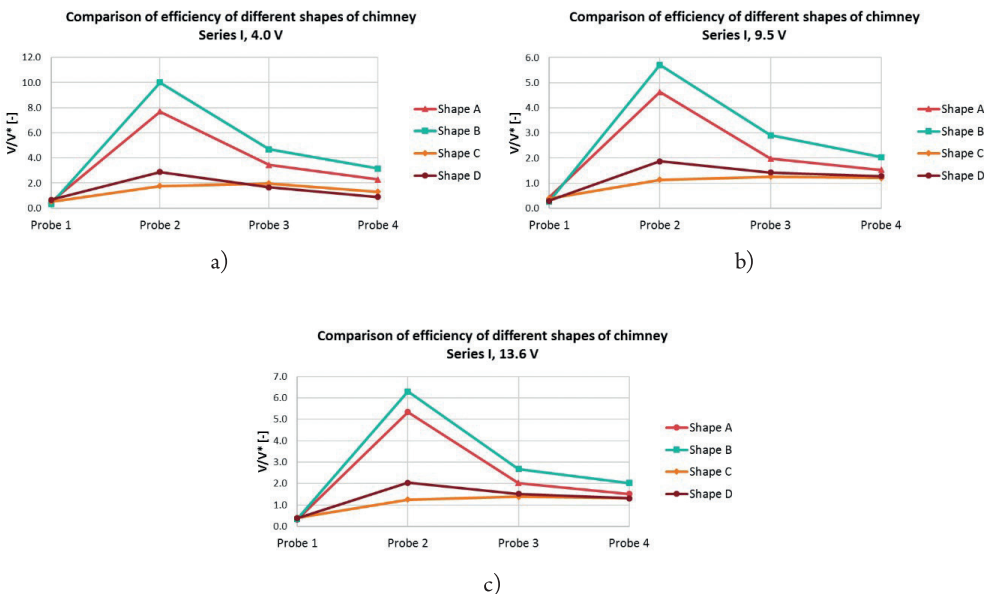 Comparison of efficiency of different shapes of chimney
Series I, 4.0 V
12.0
10.0
8.0
6.0
4.0
2.0
0.0
V/V* [-]
Probe 1 Probe 2 Probe 3 Probe 4
Shape A
Shape B
Shape C
Shape D
a)
Comparison of efficiency of different shapes of chimney
Series I, 9.5 V
6.0
5.0
4.0
3.0
2.0
1.0
0.0
V/V* [-]
Probe 1 Probe 2 Probe 3 Probe 4
Shape A
Shape B
Shape C
Shape D
b)
Comparison of efficiency of different shapes of chimney
Series I, 13.6 V
7.0
6.0
5.0
4.0
3.0
2.0
1.0
0.0
V/V* [-]
Probe 1 Probe 2 Probe 3 Probe 4
Shape A
Shape B
Shape C
Shape D
c)